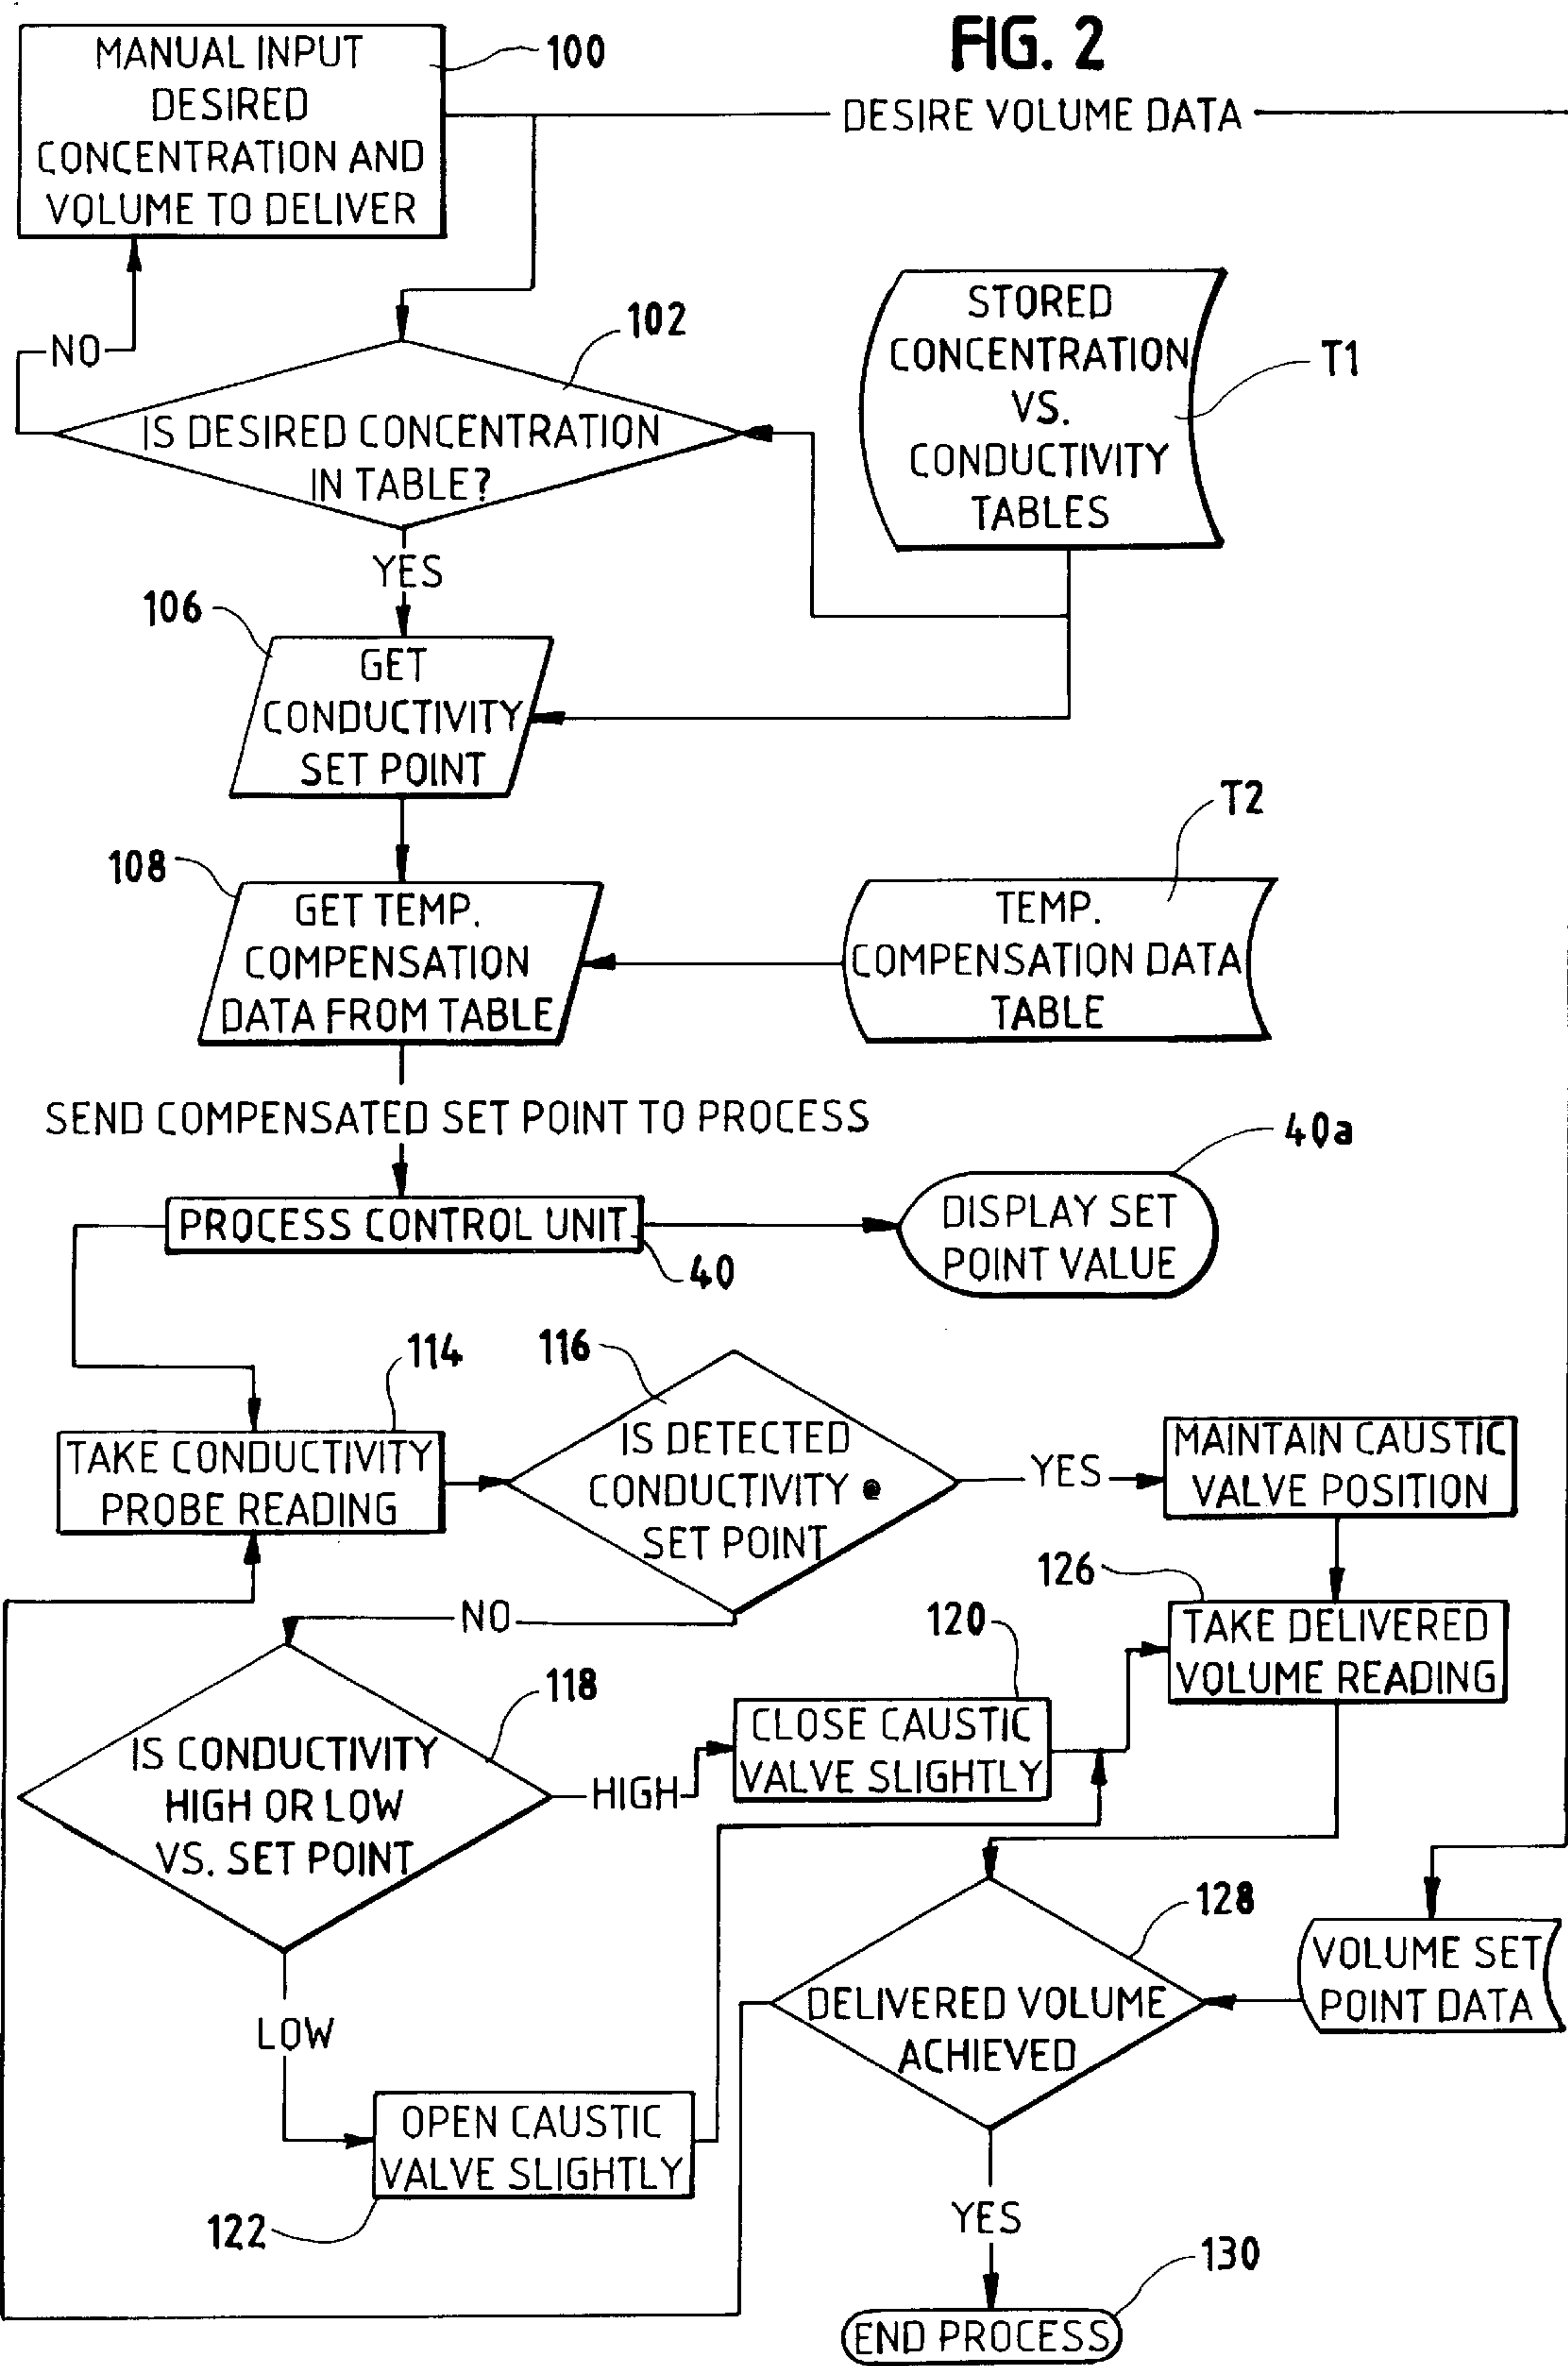 FIG. 2
MANUAL INPUT
DESIRED
CONCENTRATION AND
VOLUME TO DELIVER
100
DESIRE VOLUME DATA
NO
102
IS DESIRED CONCENTRATION
IN TABLE?
STORED
CONCENTRATION
VS.
CONDUCTIVITY
TABLES
T1
YES
106
GET
CONDUCTIVITY
SET POINT
T2
108
GET TEMP.
COMPENSATION
DATA FROM TABLE
TEMP.
COMPENSATION DATA
TABLE
SEND COMPENSATED SET POINT TO PROCESS
40a
PROCESS CONTROL UNIT
40
DISPLAY SET
POINT VALUE
114
TAKE CONDUCTIVITY
PROBE READING
116
IS DETECTED
CONDUCTIVITY @
SET POINT
YES
MAINTAIN CAUSTIC
VALVE POSITION
NO
126
TAKE DELIVERED
VOLUME READING
118
IS CONDUCTIVITY
HIGH OR LOW
VS. SET POINT
HIGH
120
CLOSE CAUSTIC
VALVE SLIGHTLY
128
DELIVERED VOLUME
ACHIEVED
VOLUME SET
POINT DATA
LOW
OPEN CAUSTIC
VALVE SLIGHTLY
122
YES
130
END PROCESS